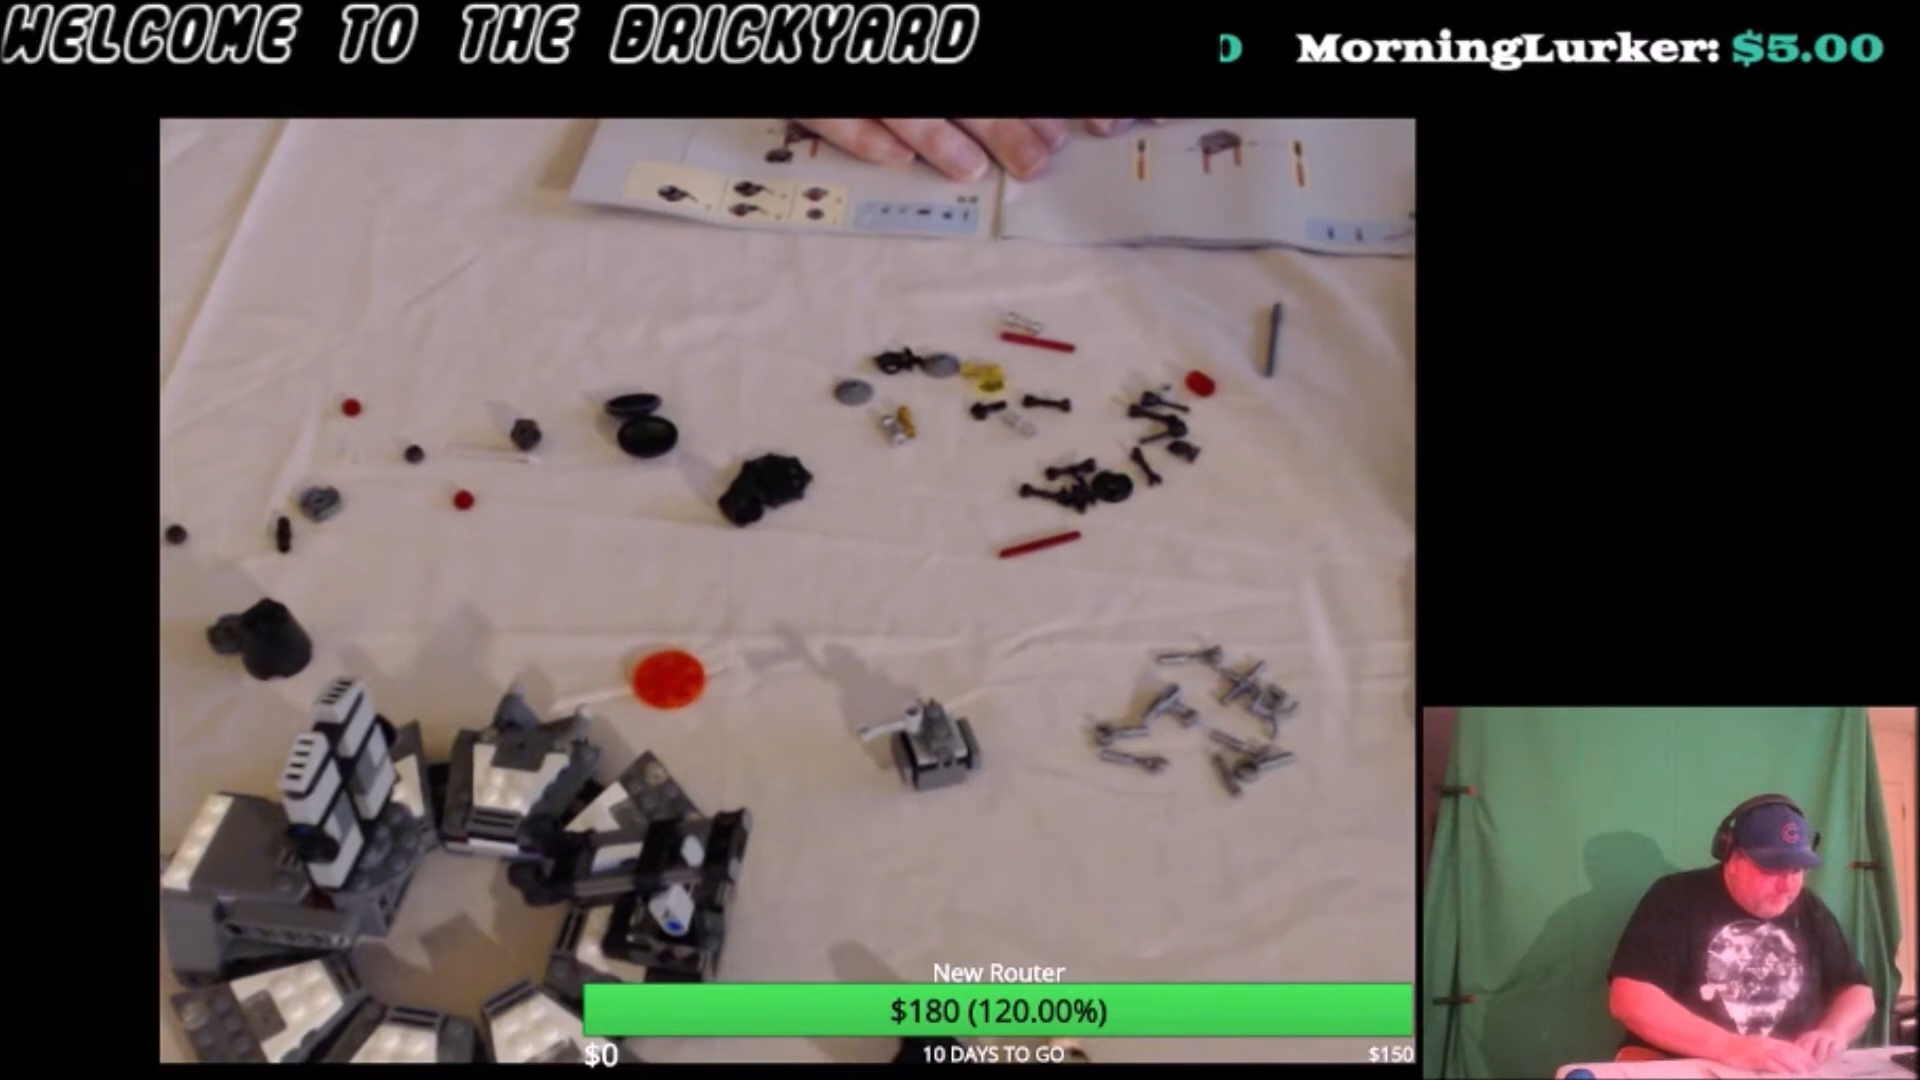 WELCOME TO THE BRICKYARD
MorningLurker: $5.00
New Router
$180 (120.00%)
$0
10 DAYS TO GO
$150
C